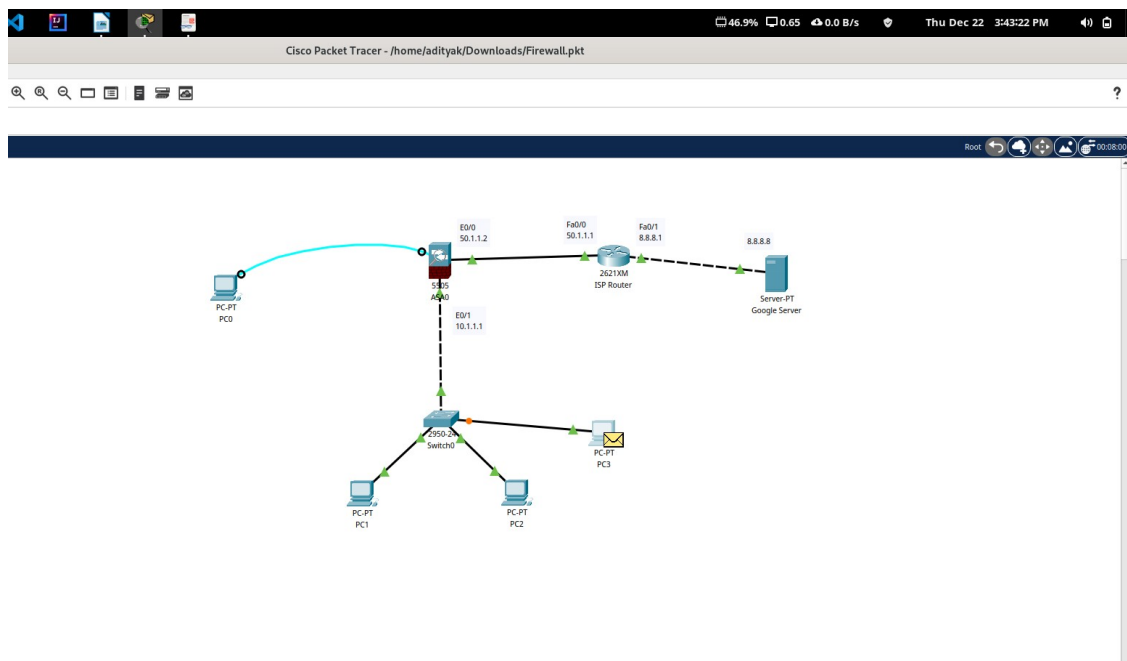 46.9% 0.65 0.0 B/s Thu Dec 22 3:43:22 PM
Cisco Packet Tracer - /home/adityak/Downloads/Firewall.pkt
?
Root 00:08:00
E0/0
50.1.1.2
Fa0/0
50.1.1.1
Fa0/1
8.8.8.1
8.8.8.8
2621XM
ISP Router
5505
ASA0
Server-PT
Google Server
PC-PT
PC0
E0/1
10.1.1.1
2950-24
Switch0
PC-PT
PC3
PC-PT
PC1
PC-PT
PC2